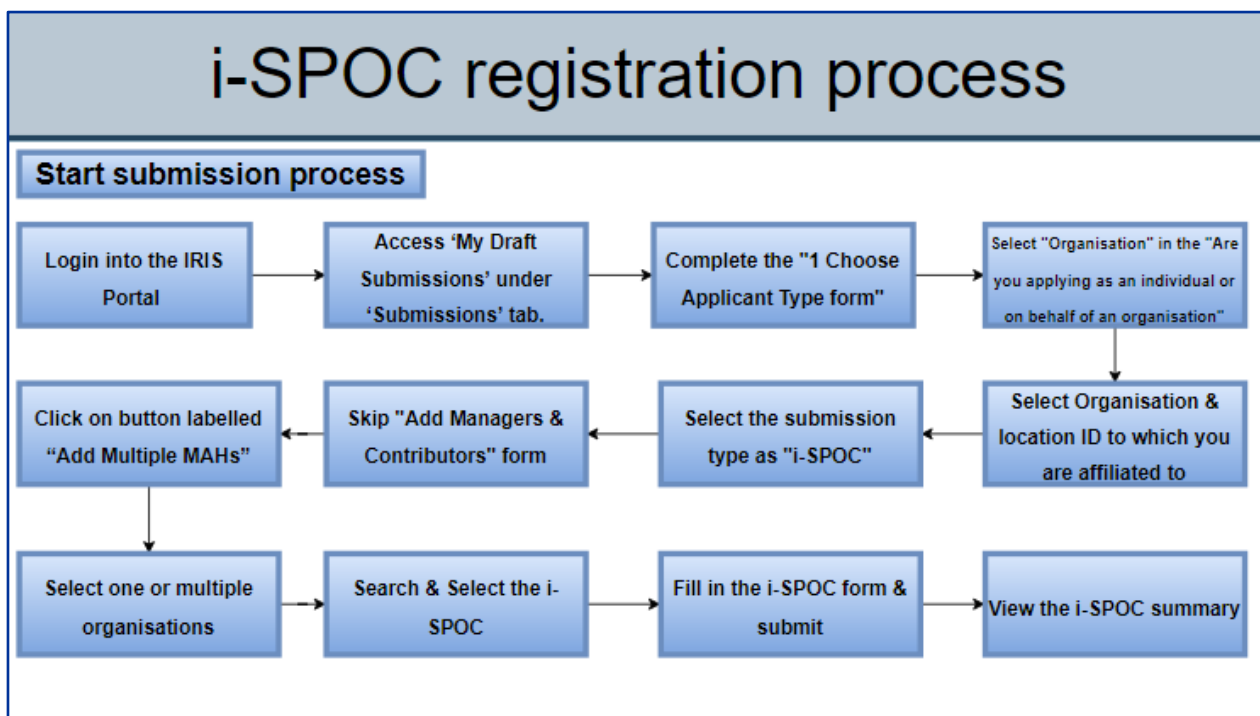 i-SPOC registration process
Start submission process
Login into the IRIS
Portal
Access ‘My Draft
Submissions’ under
‘Submissions’ tab.
Complete the "1 Choose
Applicant Type form"
Select "Organisation" in the "Are
you applying as an individual or
on behalf of an organisation"
Select Organisation &
location ID to which you
are affiliated to
Select the submission
type as "i-SPOC"
Skip "Add Managers &
Contributors" form
Click on button labelled
“Add Multiple MAHs”
Select one or multiple
organisations
Search & Select the i-
SPOC
Fill in the i-SPOC form &
submit
View the i-SPOC summary